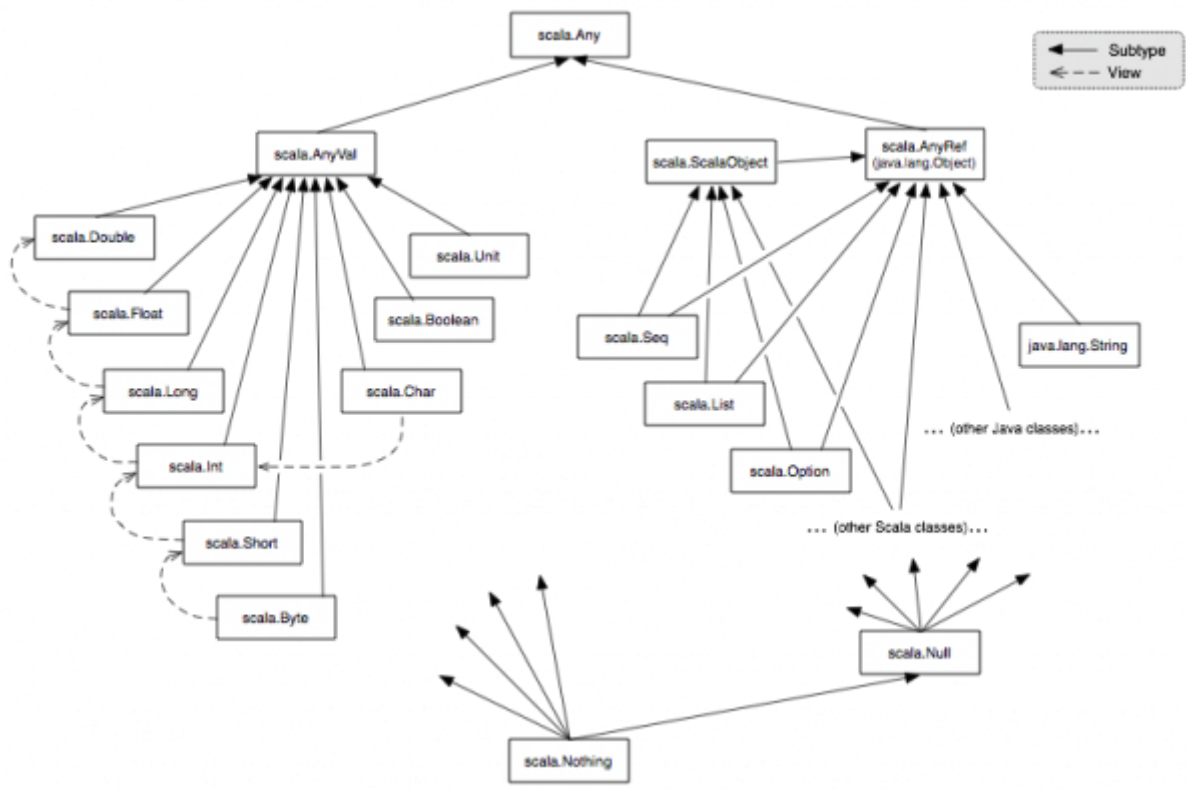 scala.Any
Subtype
View
scala.AnyVal
scala.ScalaObject
scala.AnyRef
(java.lang.Object)
scala.Double
scala.Unit
scala.Float
scala.Boolean
scala.Seq
java.lang.String
scala.Long
scala.Char
scala.List
... (other Java classes)...
scala.Int
scala.Option
... (other Scala classes)...
scala.Short
scala.Byte
scala.Null
scala.Nothing